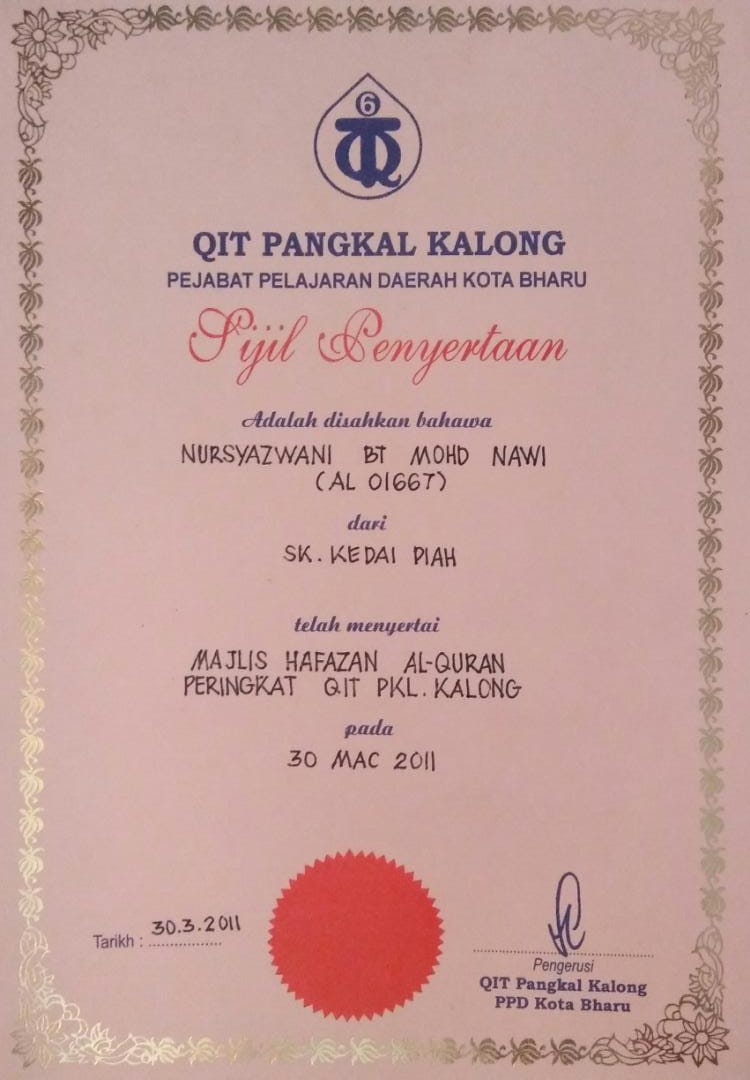 6
QIT
QIT PANGKAL KALONG
PEJABAT PELAJARAN DAERAH KOTA BHARU
Sijil Penyertaan
Adalah disahkan bahawa
NURSYAZWANI BT MOHD NAWI
(AL 01667)
dari
SK. KEDAI PIAH
telah menyertai
MAJLIS HAFAZAN AL-QURAN
PERINGKAT QIT PKL. KALONG
pada
30 MAC 2011
Tarikh : 30.3.2011
Pengerusi
QIT Pangkal Kalong
PPD Kota Bharu